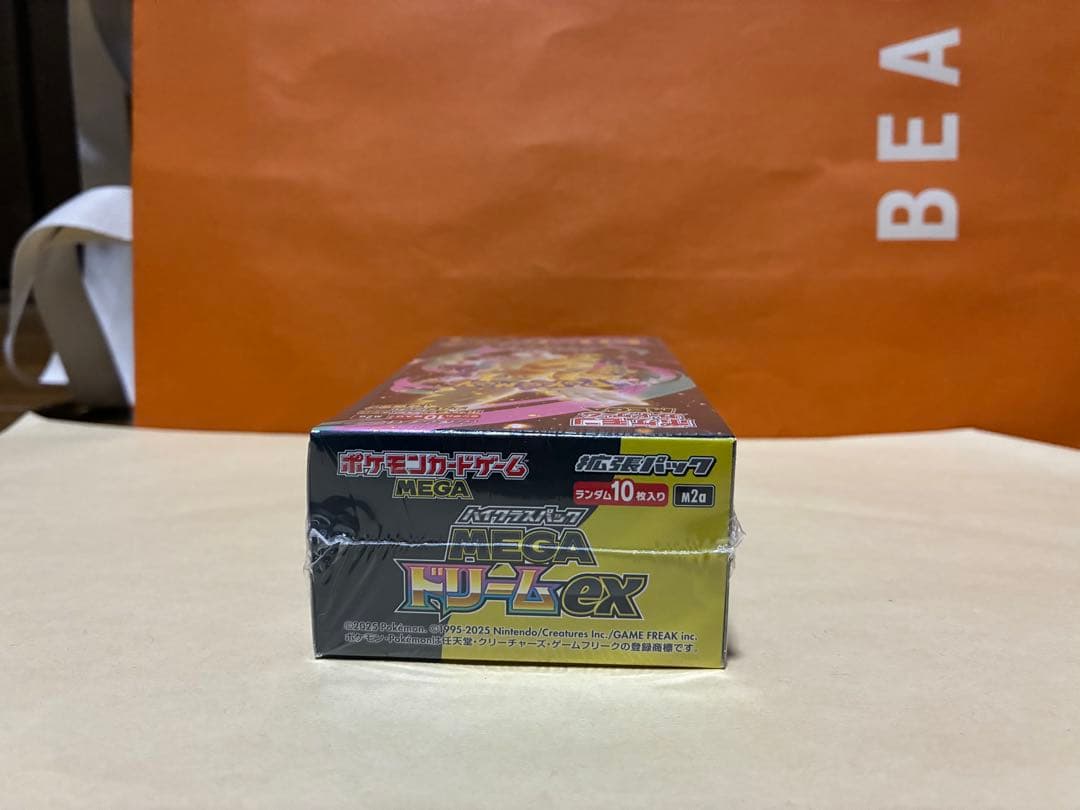 BEA
ポケモンカードゲーム
MEGA
拡張パック
ランダム10枚入り
M2a
ハイクラスパック
MEGA
ドリームex
©2025 Pokémon. ©1995-2025 Nintendo/Creatures Inc./GAME FREAK inc.
ポケモン・Pokémonは任天堂・クリーチャーズ・ゲームフリークの登録商標です。